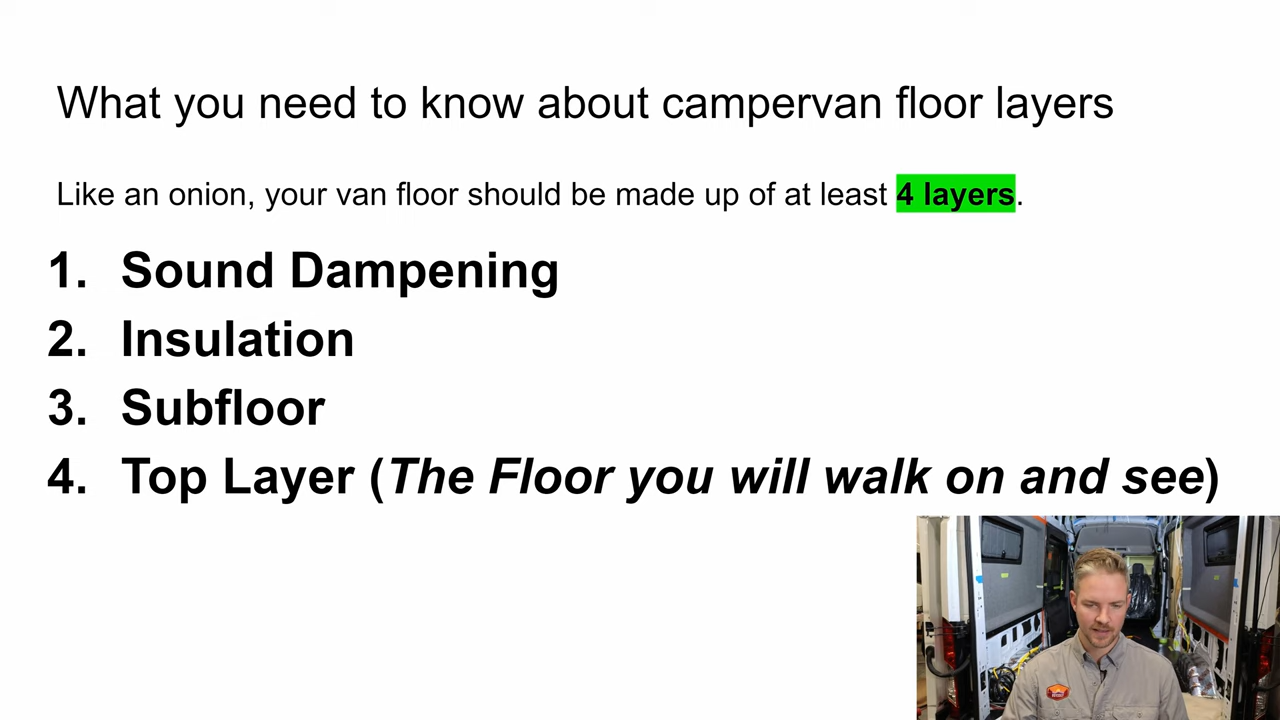 What you need to know about campervan floor layers
Like an onion, your van floor should be made up of at least 4 layers.
1. Sound Dampening
2. Insulation
3. Subfloor
4. Top Layer (The Floor you will walk on and see)